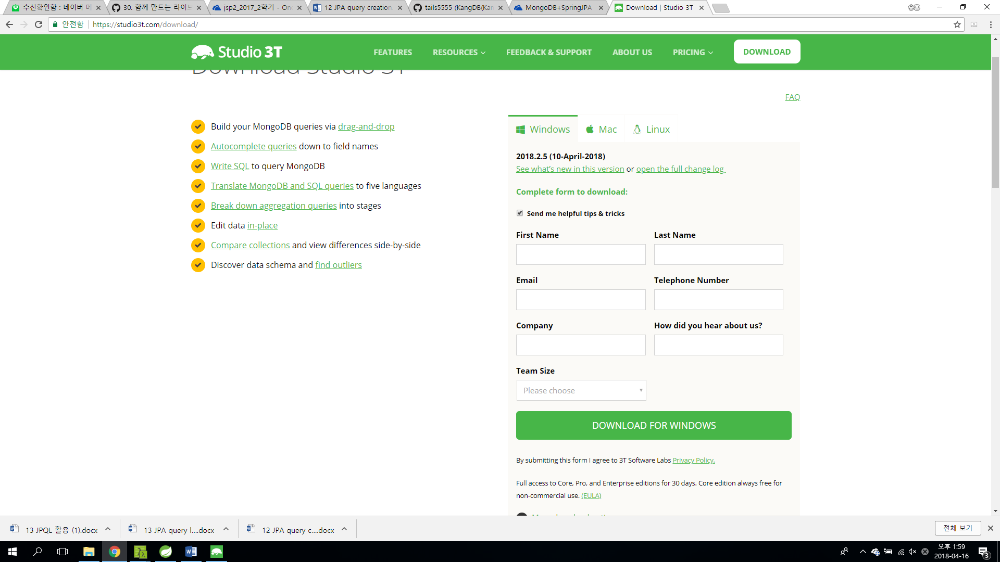 수신확인함 : 네이버 메
30. 함께 만드는 라이브
jsp2_2017_2학기 - One
12 JPA query creation.
tails5555 (KangDB(Kan
MongoDB+SpringJPA
Download | Studio 3T
안전함
https://studio3t.com/download/
Studio 3T
FEATURES
RESOURCES
FEEDBACK & SUPPORT
ABOUT US
PRICING
DOWNLOAD
Download Studio 3T
FAQ
Build your MongoDB queries via drag-and-drop
Autocomplete queries down to field names
Write SQL to query MongoDB
Translate MongoDB and SQL queries to five languages
Break down aggregation queries into stages
Edit data in-place
Compare collections and view differences side-by-side
Discover data schema and find outliers
Windows
Mac
Linux
2018.2.5 (10-April-2018)
See what's new in this version or open the full change log
Complete form to download:
Send me helpful tips & tricks
First Name
Last Name
Email
Telephone Number
Company
How did you hear about us?
Team Size
Please choose
DOWNLOAD FOR WINDOWS
By submitting this form I agree to 3T Software Labs Privacy Policy.
Full access to Core, Pro, and Enterprise editions for 30 days. Core edition always free for
non-commercial use. (EULA)
13 JPQL 활용 (1).docx
13 JPA query l....docx
12 JPA query c....docx
전체 보기
오후 1:59
2018-04-16
3